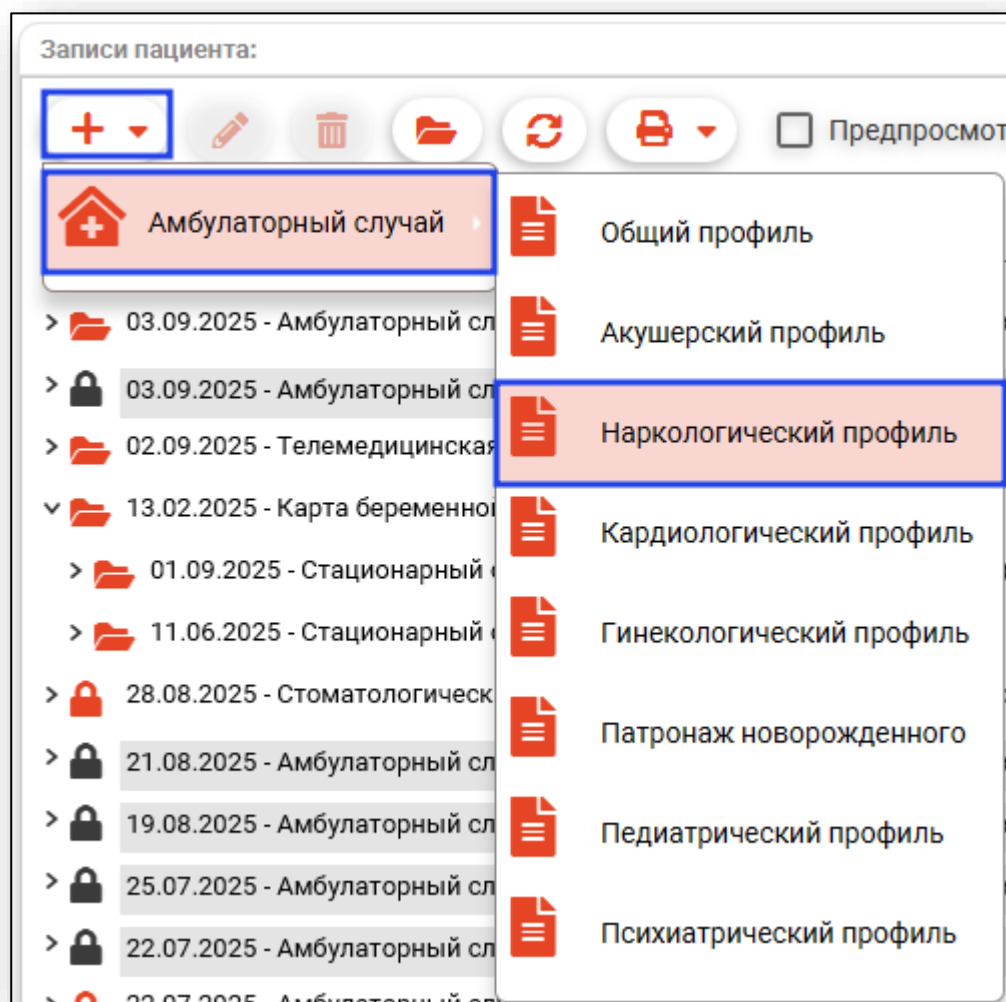 Записи пациента:
Предпросмот
Амбулаторный случай
Общий профиль
Акушерский профиль
Наркологический профиль
Кардиологический профиль
Гинекологический профиль
Патронаж новорожденного
Педиатрический профиль
Психиатрический профиль
03.09.2025 - Амбулаторный сл
03.09.2025 - Амбулаторный сл
02.09.2025 - Телемедицинская
13.02.2025 - Карта беременно
01.09.2025 - Стационарный
11.06.2025 - Стационарный
28.08.2025 - Стоматологическ
21.08.2025 - Амбулаторный сл
19.08.2025 - Амбулаторный сл
25.07.2025 - Амбулаторный сл
22.07.2025 - Амбулаторный сл